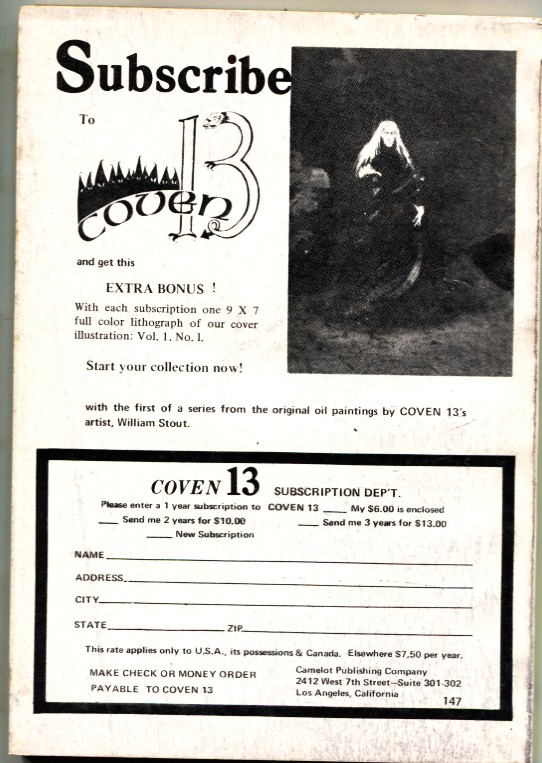 Subscribe
To
COVEN 13
and get this
EXTRA BONUS !
With each subscription one 9 X 7
full color lithograph of our cover
illustration: Vol. 1. No. 1.
Start your collection now!
with the first of a series from the original oil paintings by COVEN 13's
artist, William Stout.
COVEN 13 SUBSCRIPTION DEP'T.
Please enter a 1 year subscription to COVEN 13 ____ My $6.00 is enclosed
____ Send me 2 years for $10.00 ____ Send me 3 years for $13.00
____ New Subscription
NAME
ADDRESS
CITY
STATE ZIP
This rate applies only to U.S.A., its possessions & Canada. Elsewhere $7,50 per year.
MAKE CHECK OR MONEY ORDER
PAYABLE TO COVEN 13
Camelot Publishing Company
2412 West 7th Street—Suite 301-302
Los Angeles, California
147